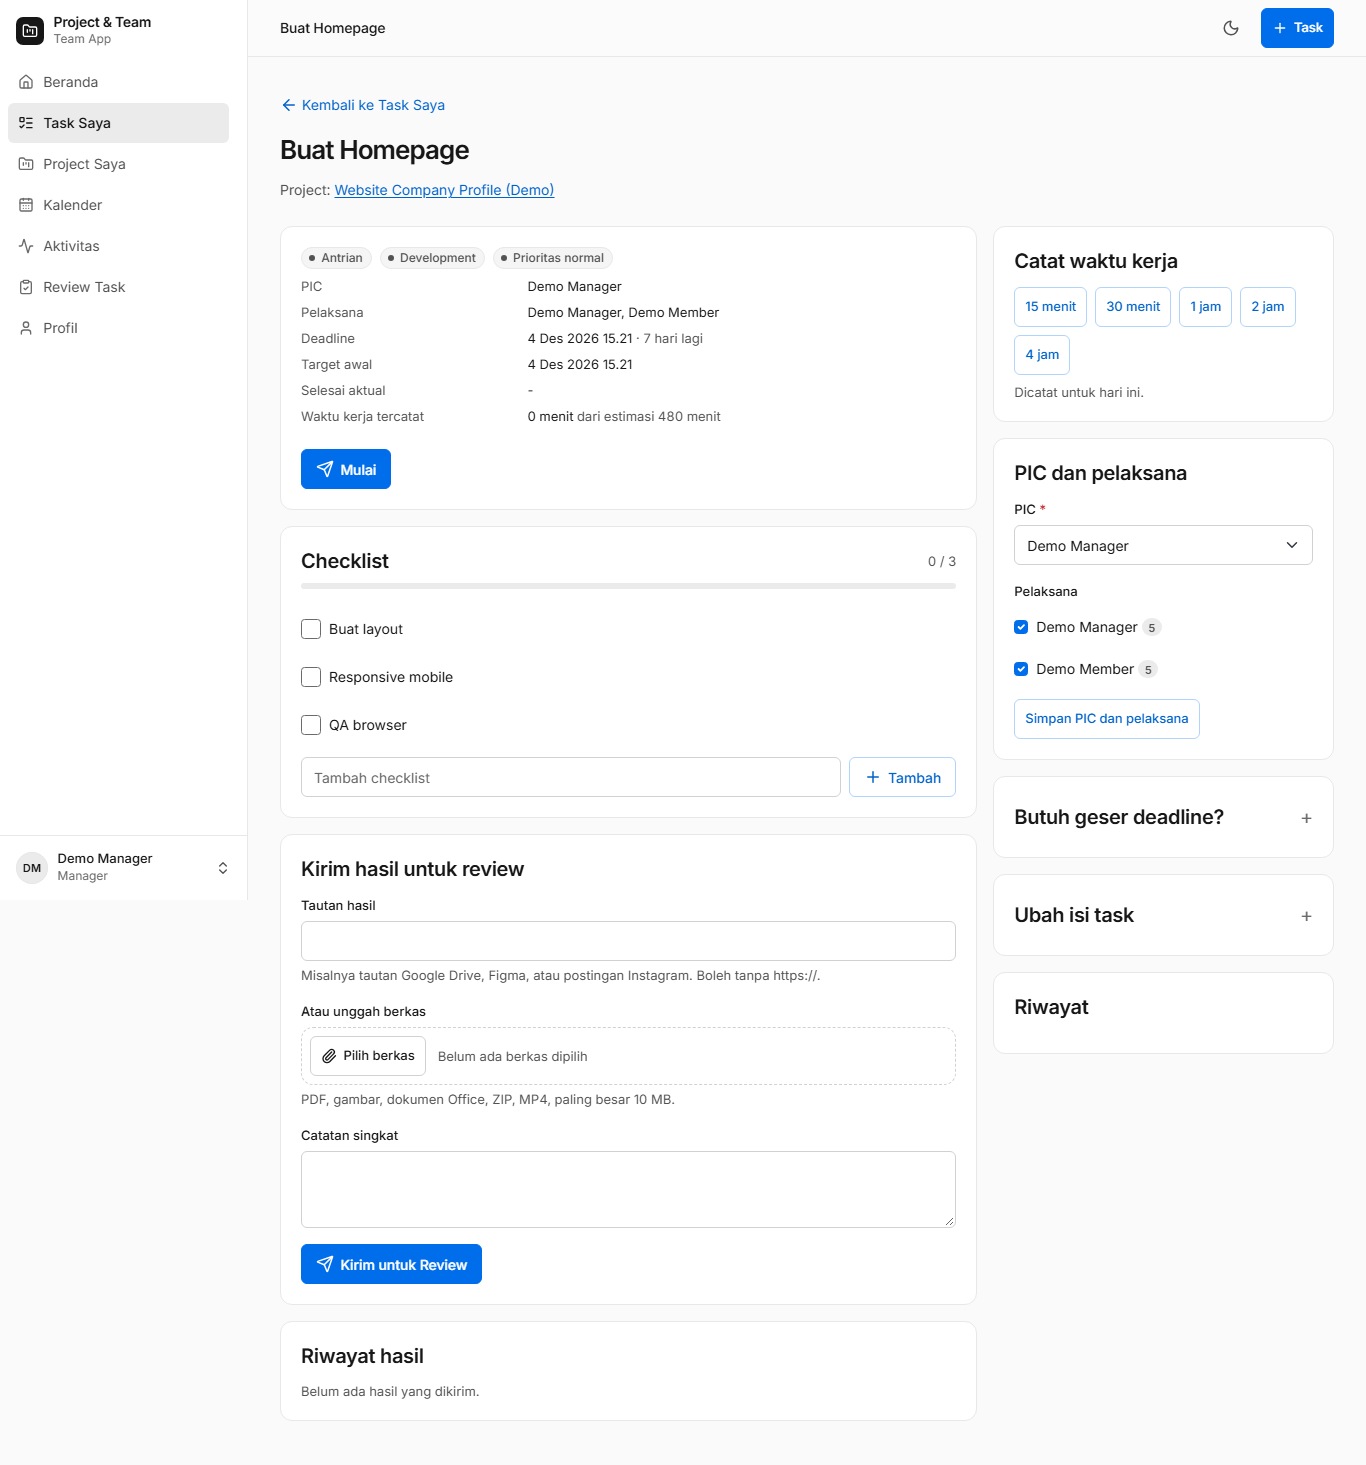 Project & Team
Team App
Beranda
Task Saya
Project Saya
Kalender
Aktivitas
Review Task
Profil
DM
Demo Manager
Manager
Buat Homepage
Task
Kembali ke Task Saya
Buat Homepage
Project: Website Company Profile (Demo)
Antrian
Development
Prioritas normal
PIC
Demo Manager
Pelaksana
Demo Manager, Demo Member
Deadline
4 Des 2026 15.21 · 7 hari lagi
Target awal
4 Des 2026 15.21
Selesai aktual
-
Waktu kerja tercatat
0 menit dari estimasi 480 menit
Mulai
Checklist
0 / 3
Buat layout
Responsive mobile
QA browser
Tambah checklist
Tambah
Kirim hasil untuk review
Tautan hasil
Misalnya tautan Google Drive, Figma, atau postingan Instagram. Boleh tanpa https://.
Atau unggah berkas
Pilih berkas
Belum ada berkas dipilih
PDF, gambar, dokumen Office, ZIP, MP4, paling besar 10 MB.
Catatan singkat
Kirim untuk Review
Riwayat hasil
Belum ada hasil yang dikirim.
Catat waktu kerja
15 menit
30 menit
1 jam
2 jam
4 jam
Dicatat untuk hari ini.
PIC dan pelaksana
PIC *
Demo Manager
Pelaksana
Demo Manager 5
Demo Member 5
Simpan PIC dan pelaksana
Butuh geser deadline?
+
Ubah isi task
+
Riwayat